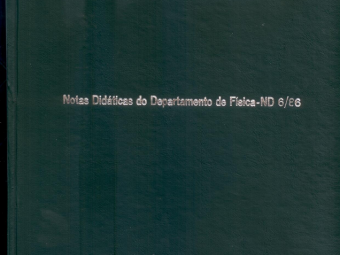 Notas Didáticas do Departamento de Física-ND 6/86